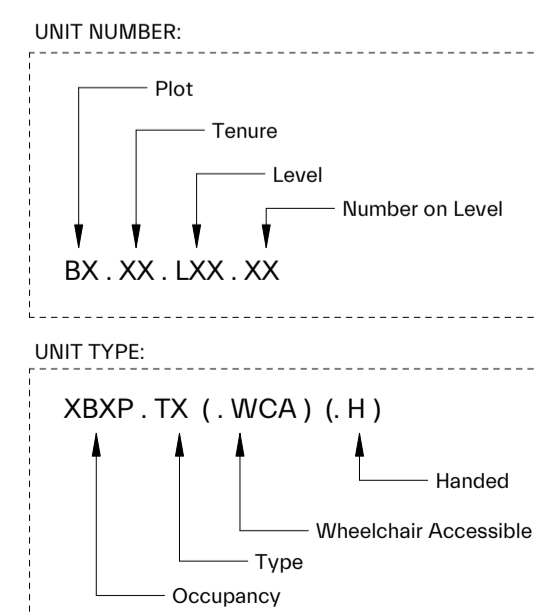 UNIT NUMBER:
Plot
Tenure
Level
Number on Level
BX . XX . LXX . XX
UNIT TYPE:
XBXP . TX ( . WCA ) (. H )
Handed
Wheelchair Accessible
Type
Occupancy